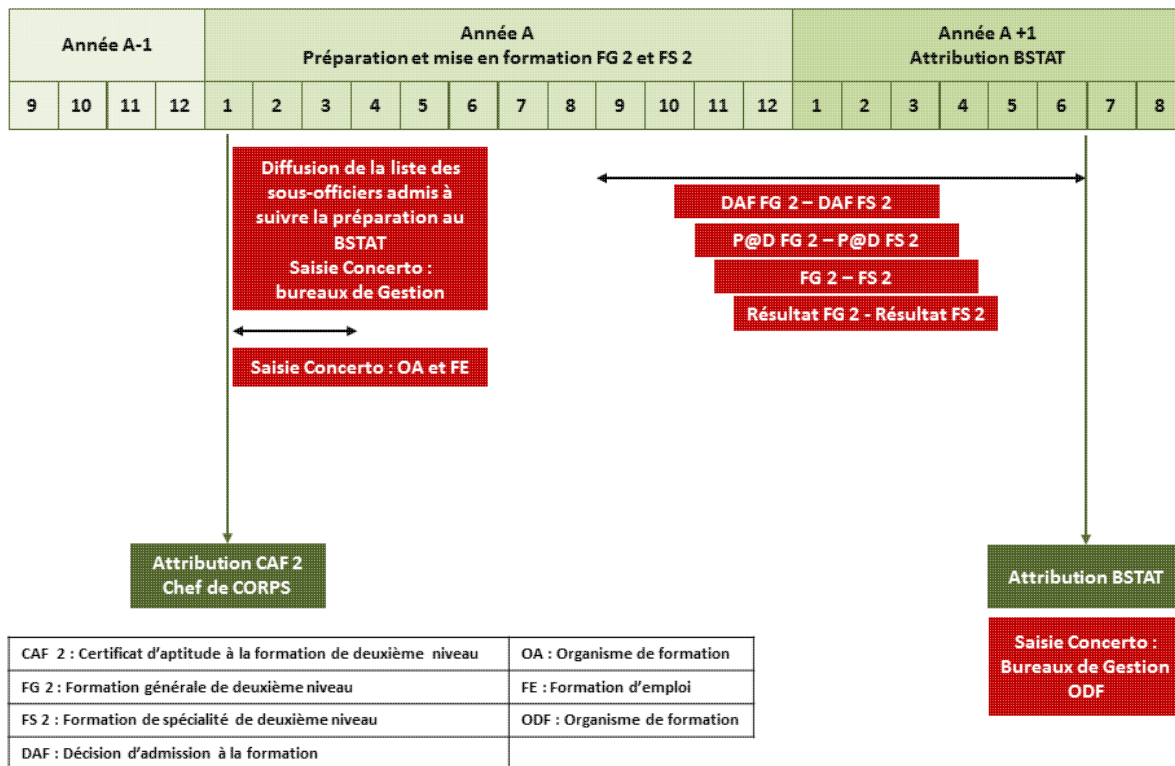 Année A-1
Année A
Préparation et mise en formation FG 2 et FS 2
Année A +1
Attribution BSTAT
9 10 11 12 1 2 3 4 5 6 7 8 9 10 11 12 1 2 3 4 5 6 7 8
Diffusion de la liste des
sous-officiers admis à
suivre la préparation au
BSTAT
Saisie Concerto :
bureaux de Gestion
DAF FG 2 – DAF FS 2
P@D FG 2 – P@D FS 2
FG 2 – FS 2
Résultat FG 2 - Résultat FS 2
Saisie Concerto : OA et FE
Attribution CAF 2
Chef de CORPS
Attribution BSTAT
Saisie Concerto :
Bureaux de Gestion
ODF
CAF 2 : Certificat d'aptitude à la formation de deuxième niveau
OA : Organisme de formation
FG 2 : Formation générale de deuxième niveau
FE : Formation d'emploi
FS 2 : Formation de spécialité de deuxième niveau
ODF : Organisme de formation
DAF : Décision d'admission à la formation